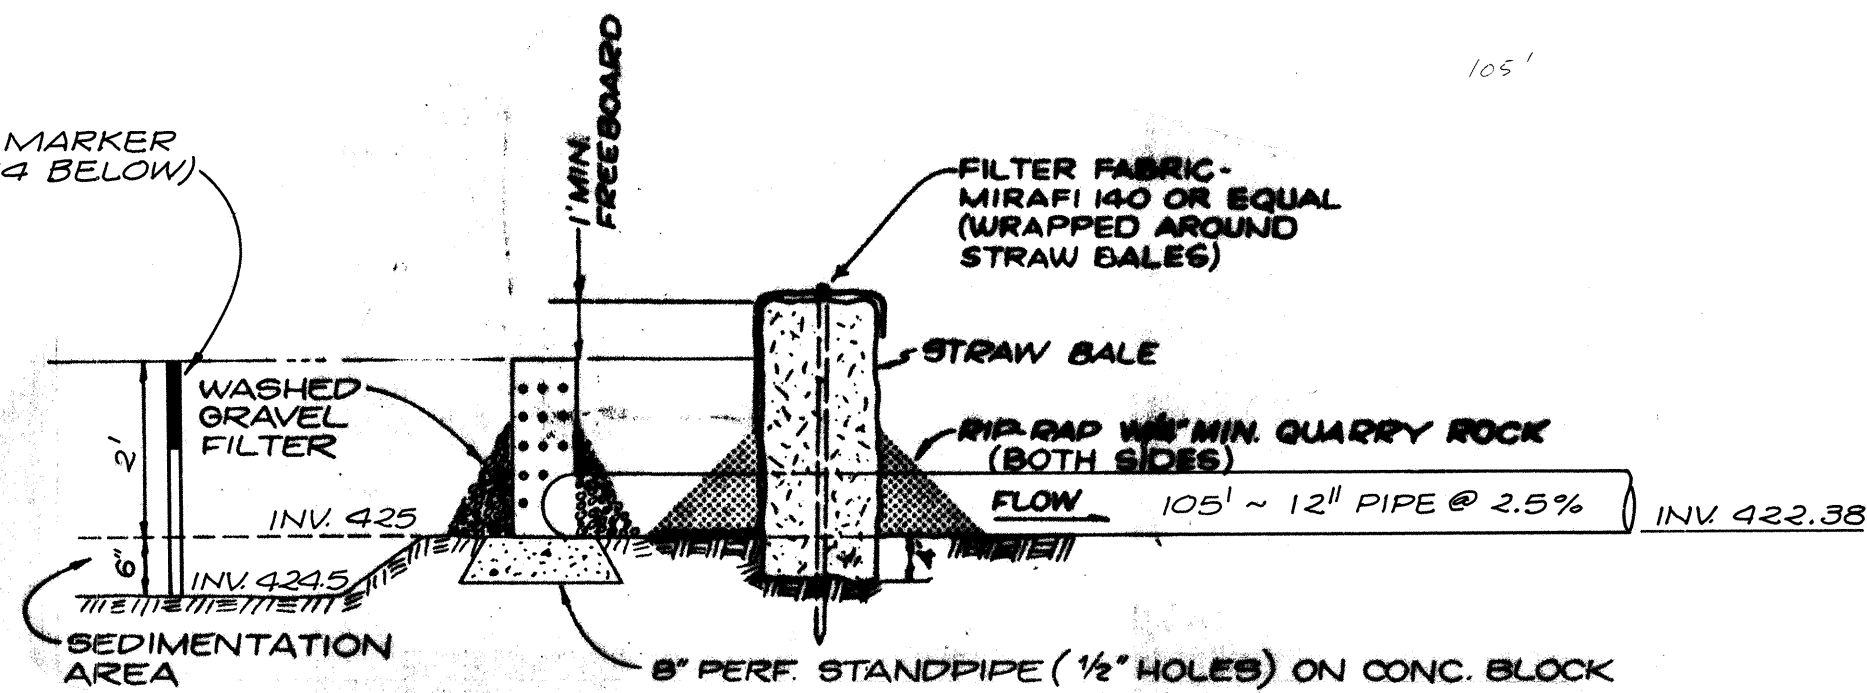 105'
MARKER
4 BELOW)
1' MIN.
FREEBOARD
FILTER FABRIC-
MIRAFI 140 OR EQUAL
(WRAPPED AROUND
STRAW BALES)
STRAW BALE
WASHED
GRAVEL
FILTER
2'
RIP-RAP MIN. QUARRY ROCK
(BOTH SIDES)
FLOW
105' ~ 12" PIPE @ 2.5%
INV. 422.38
INV. 425
6"
INV. 424.5
SEDIMENTATION
AREA
8" PERF. STANDPIPE (1/2" HOLES) ON CONC. BLOCK